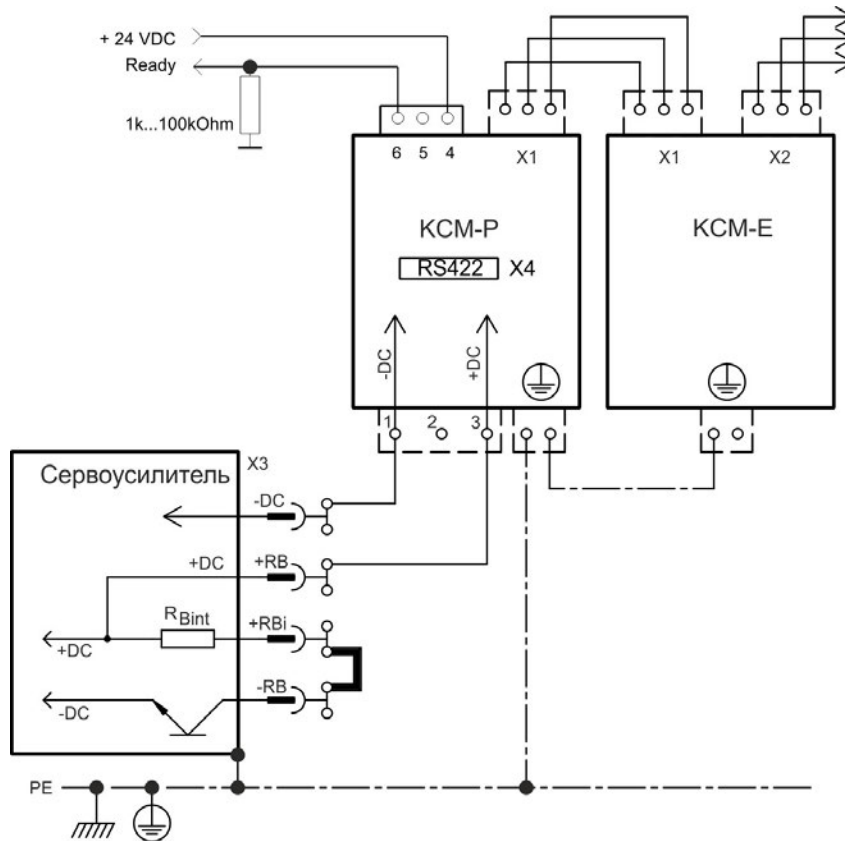 + 24 VDC
Ready
1k...100kOhm
6 5 4
X1
X1
X2
KCM-P
KCM-E
RS422
X4
-DC
+DC
1 2 3
Сервоусилитель
X3
-DC
+DC
+RB
RBint
+RBi
+DC
-RB
-DC
PE